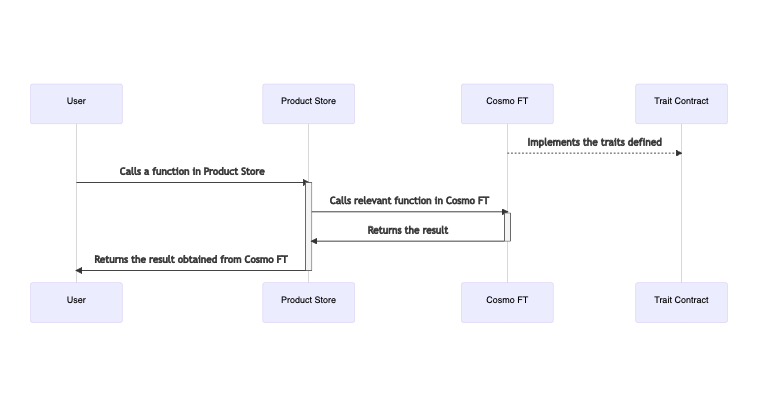 User
Product Store
Cosmo FT
Trait Contract
Implements the traits defined
Calls a function in Product Store
Calls relevant function in Cosmo FT
Returns the result
Returns the result obtained from Cosmo FT
User
Product Store
Cosmo FT
Trait Contract